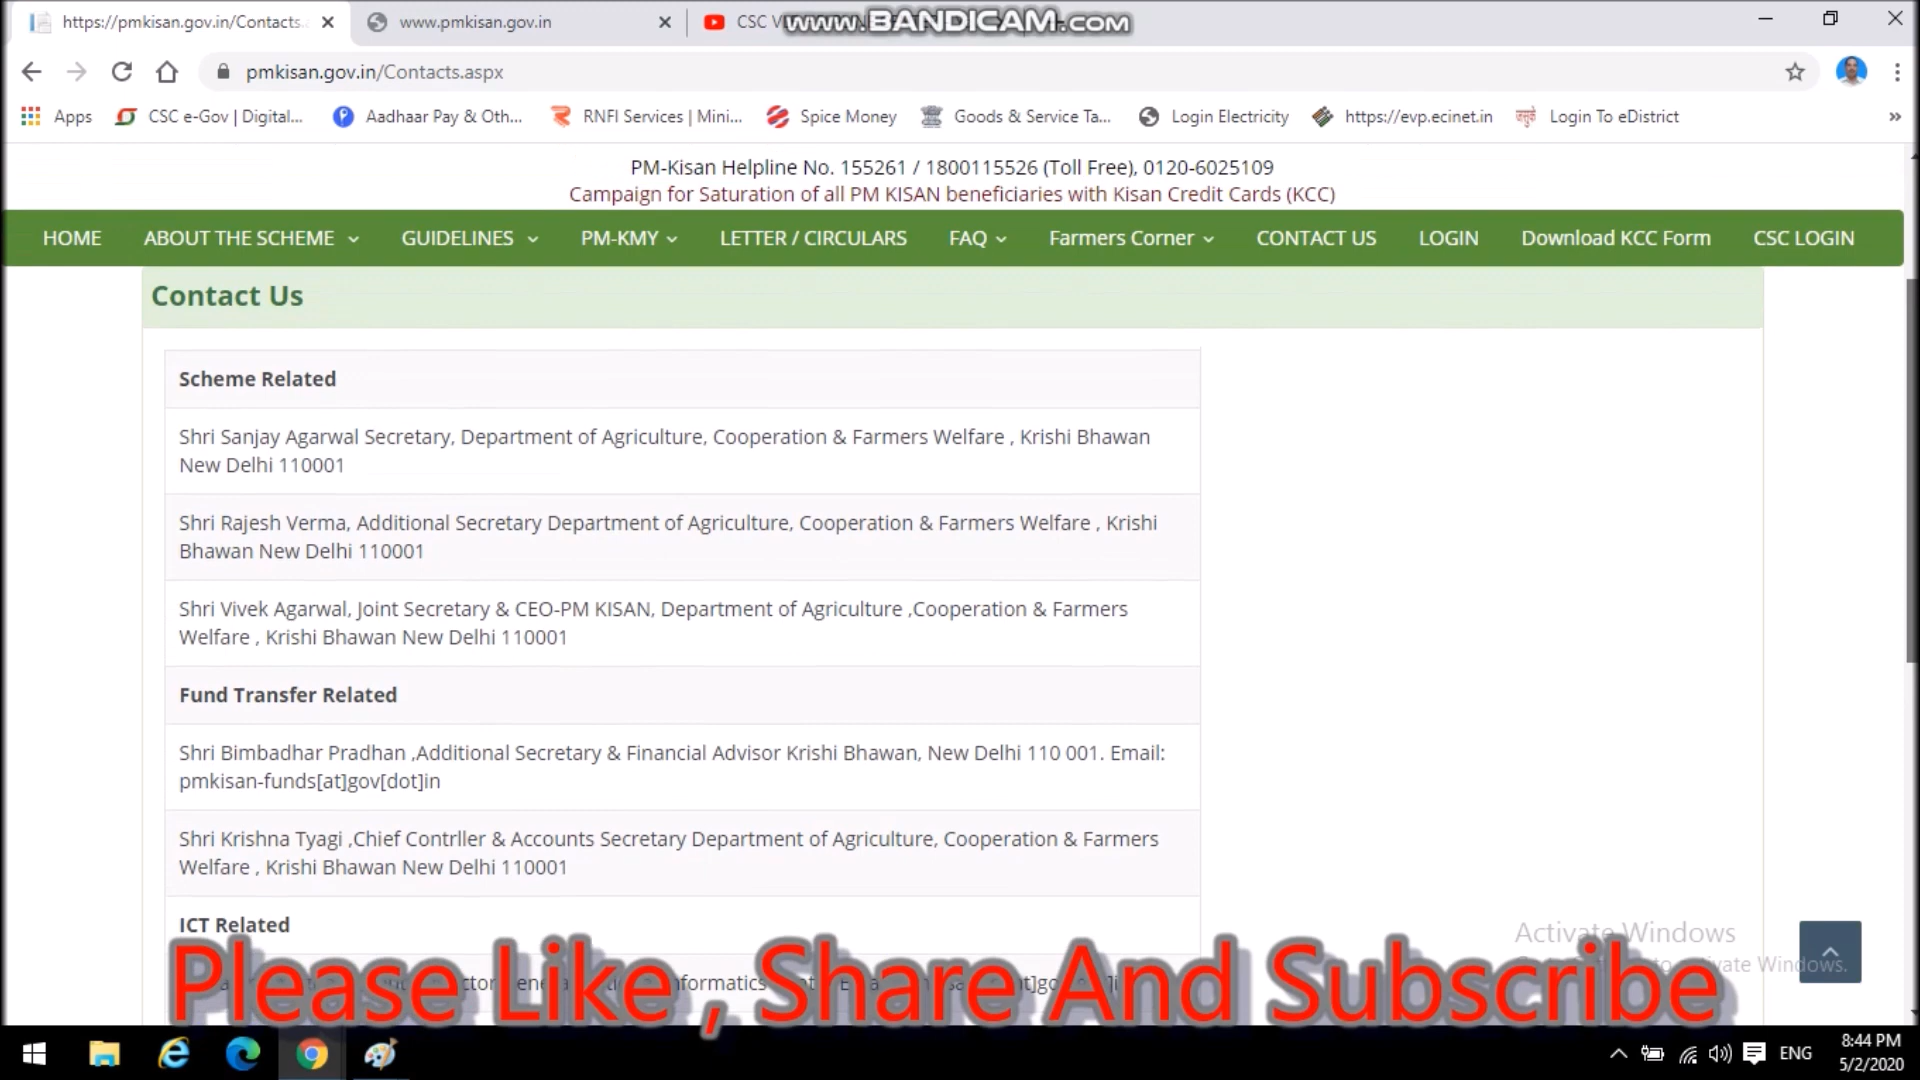 https://pmkisan.gov.in/Contacts.
www.pmkisan.gov.in
CSC V
WWW.BANDICAM.COM
pmkisan.gov.in/Contacts.aspx
Apps
CSC e-Gov | Digital...
Aadhaar Pay & Oth...
RNFI Services | Mini...
Spice Money
Goods & Service Ta...
Login Electricity
https://evp.ecinet.in
Login To eDistrict
PM-Kisan Helpline No. 155261 / 1800115526 (Toll Free), 0120-6025109
Campaign for Saturation of all PM KISAN beneficiaries with Kisan Credit Cards (KCC)
HOME
ABOUT THE SCHEME
GUIDELINES
PM-KMY
LETTER / CIRCULARS
FAQ
Farmers Corner
CONTACT US
LOGIN
Download KCC Form
CSC LOGIN
Contact Us
Scheme Related
Shri Sanjay Agarwal Secretary, Department of Agriculture, Cooperation & Farmers Welfare , Krishi Bhawan
New Delhi 110001
Shri Rajesh Verma, Additional Secretary Department of Agriculture, Cooperation & Farmers Welfare , Krishi
Bhawan New Delhi 110001
Shri Vivek Agarwal, Joint Secretary & CEO-PM KISAN, Department of Agriculture ,Cooperation & Farmers
Welfare , Krishi Bhawan New Delhi 110001
Fund Transfer Related
Shri Bimbadhar Pradhan ,Additional Secretary & Financial Advisor Krishi Bhawan, New Delhi 110 001. Email:
pmkisan-funds[at]gov[dot]in
Shri Krishna Tyagi ,Chief Contrller & Accounts Secretary Department of Agriculture, Cooperation & Farmers
Welfare , Krishi Bhawan New Delhi 110001
ICT Related
Activate Windows
Please Like , Share And Subscribe
ENG
8:44 PM
5/2/2020